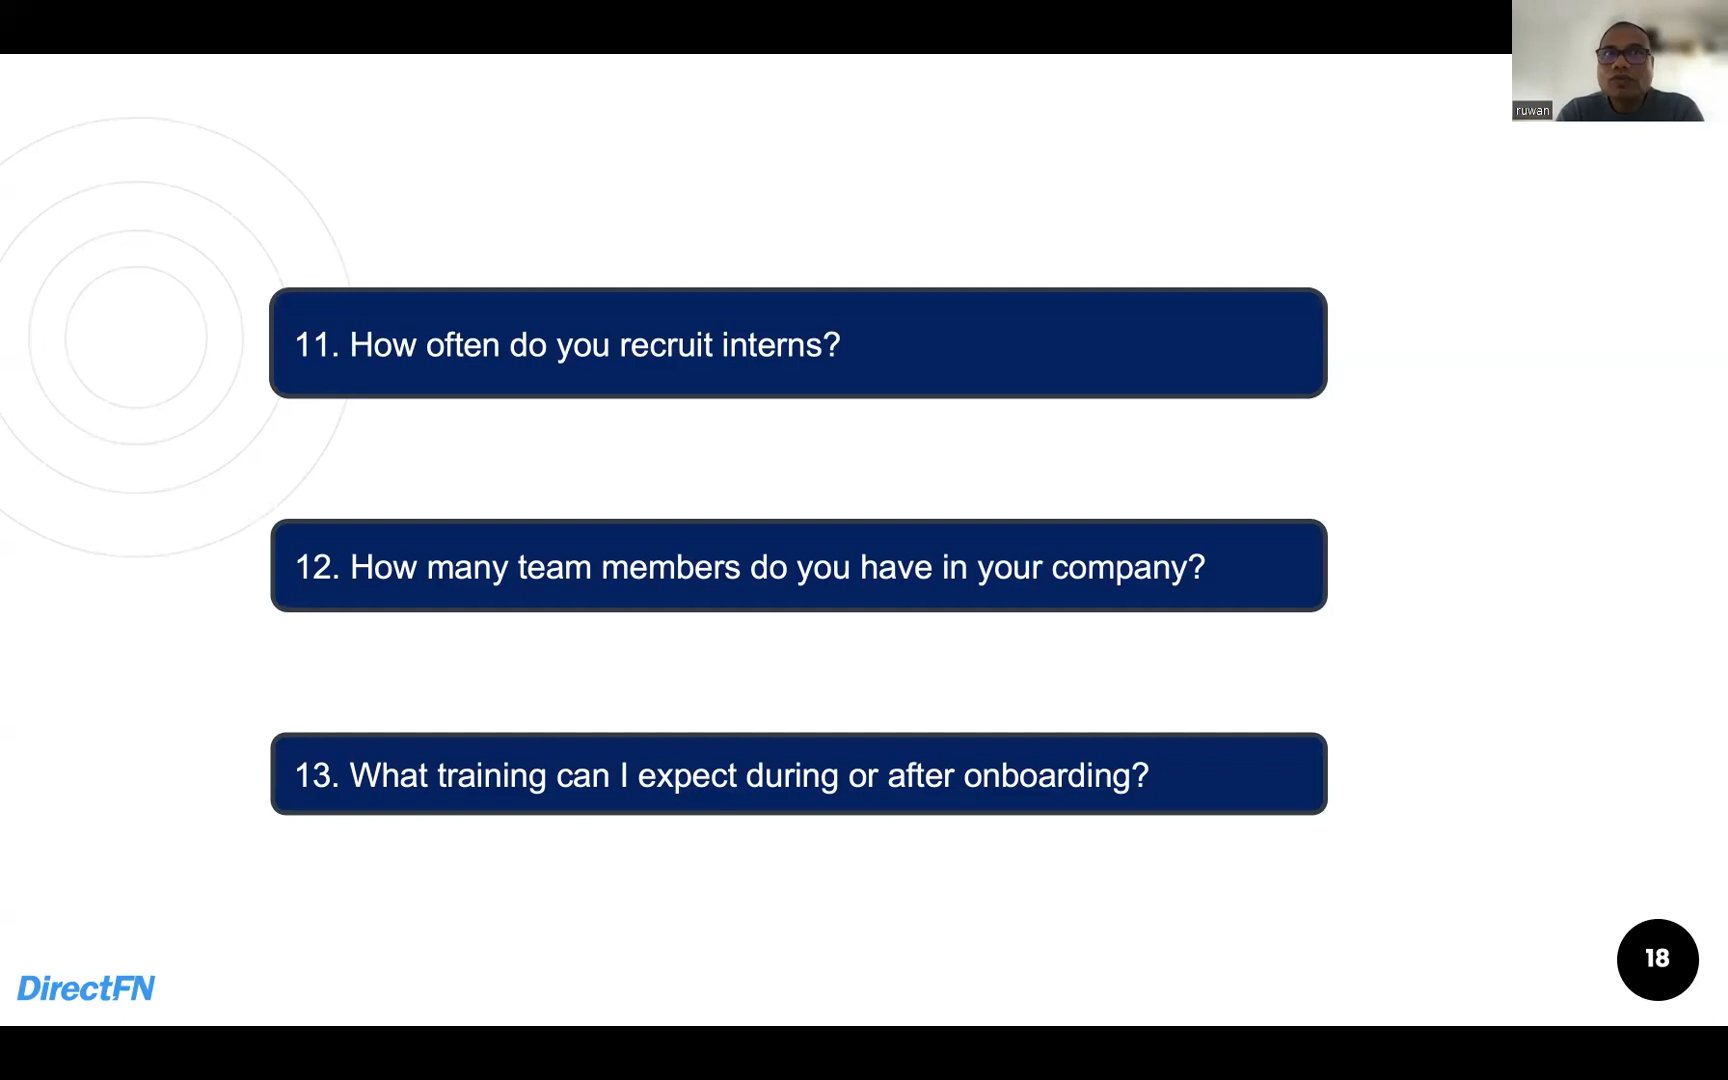 ruwan
11. How often do you recruit interns?
12. How many team members do you have in your company?
13. What training can I expect during or after onboarding?
18
DirectFN